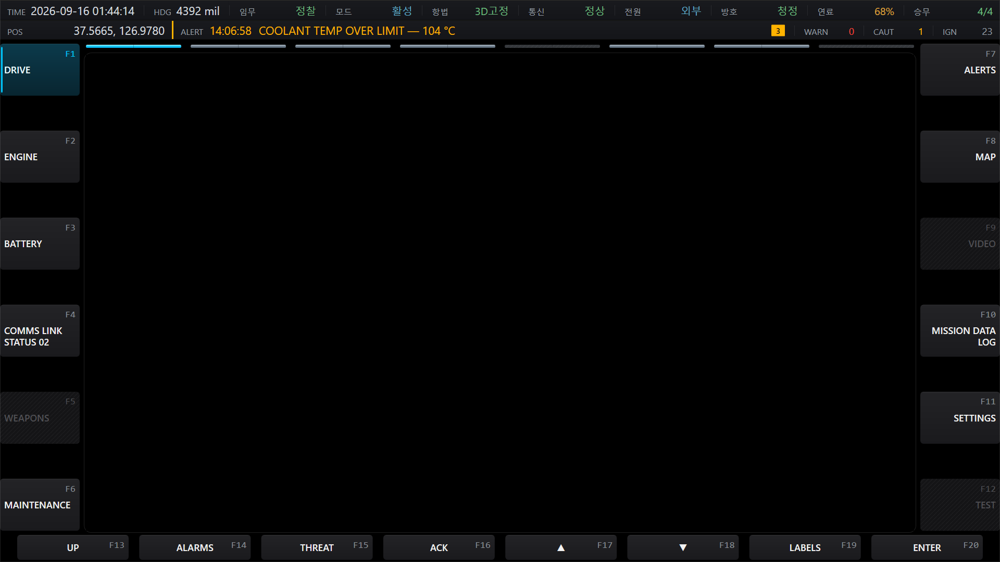 TIME 2026-09-16 01:44:14 HDG 4392 mil 임무 정찰 모드 활성 항법 3D고정 통신 정상 전원 외부 방호 청정 연료 68% 승무 4/4
POS 37.5665, 126.9780 ALERT 14:06:58 COOLANT TEMP OVER LIMIT — 104 °C 3 WARN 0 CAUT 1 IGN 23
F1
DRIVE
F2
ENGINE
F3
BATTERY
F4
COMMS LINK
STATUS 02
F5
WEAPONS
F6
MAINTENANCE
F7
ALERTS
F8
MAP
F9
VIDEO
F10
MISSION DATA
LOG
F11
SETTINGS
F12
TEST
UP F13 ALARMS F14 THREAT F15 ACK F16 ▲ F17 ▼ F18 LABELS F19 ENTER F20